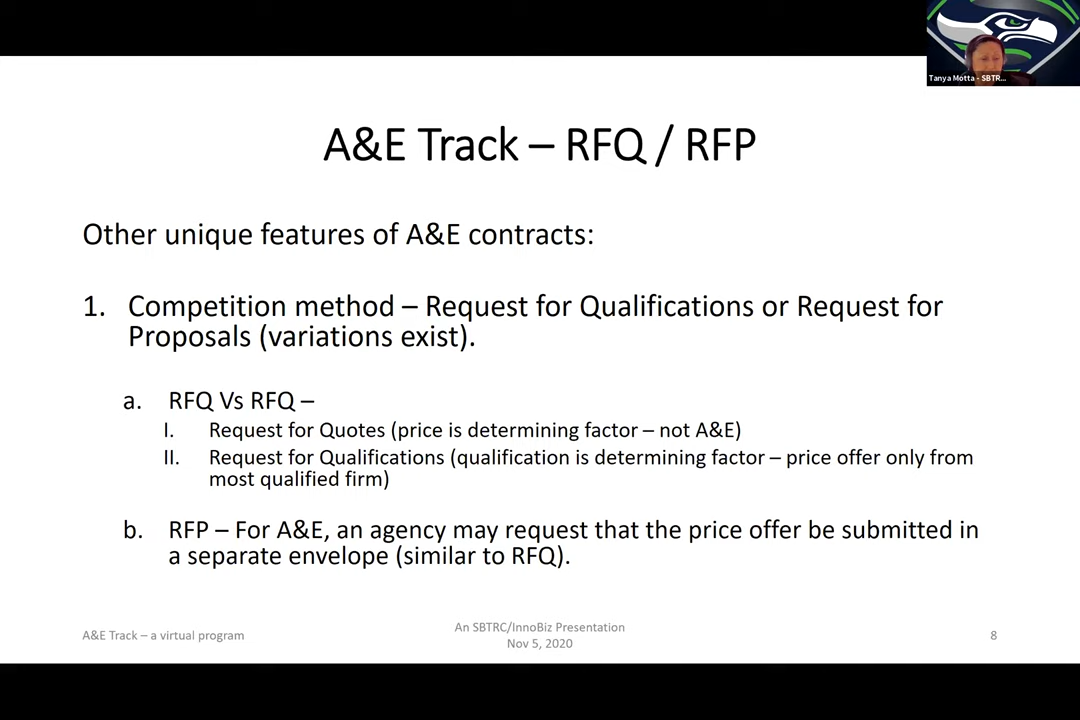 Tanya Motta - SBTR...
A&E Track – RFQ / RFP
Other unique features of A&E contracts:
1. Competition method – Request for Qualifications or Request for
Proposals (variations exist).
a. RFQ Vs RFQ –
I. Request for Quotes (price is determining factor – not A&E)
II. Request for Qualifications (qualification is determining factor – price offer only from
most qualified firm)
b. RFP – For A&E, an agency may request that the price offer be submitted in
a separate envelope (similar to RFQ).
A&E Track – a virtual program
An SBTRC/InnoBiz Presentation
Nov 5, 2020
8